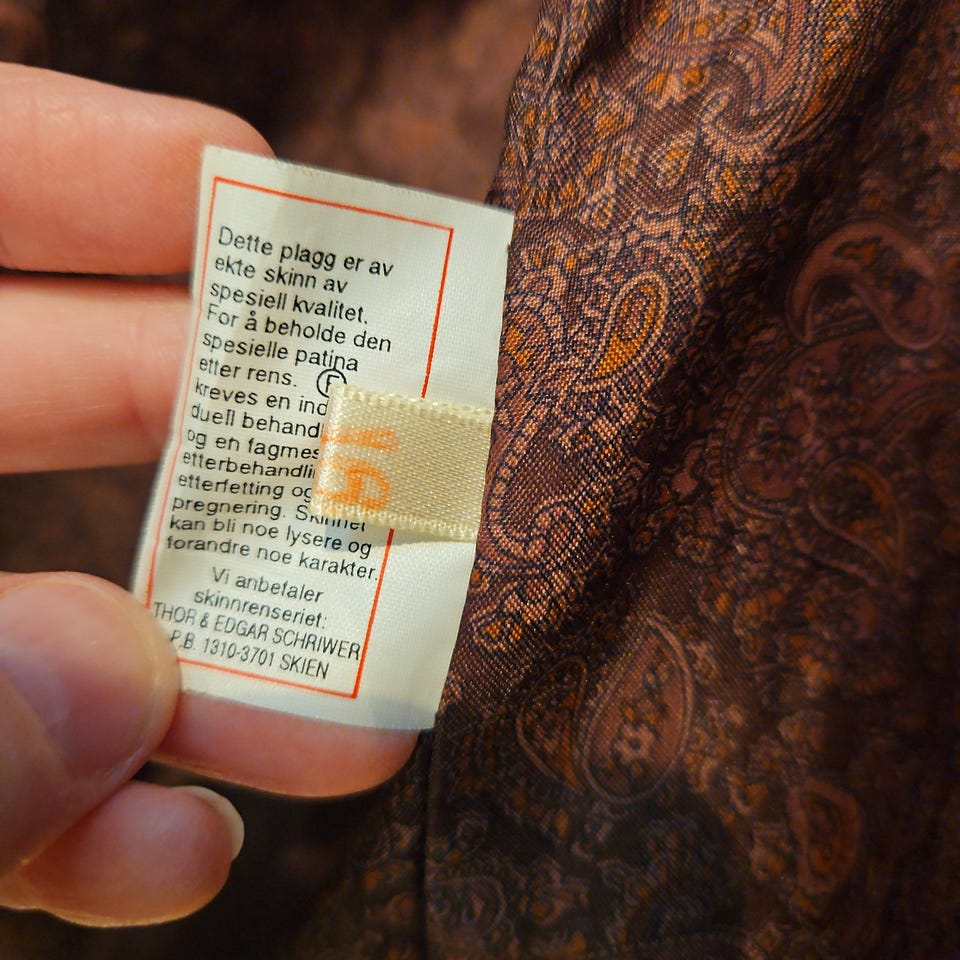 Dette plagg er av
ekte skinn av
spesiell kvalitet.
For å beholde den
spesielle patina
etter rens. Ⓕ
kreves en ind
duell behandl
og en fagmes
etterbehandli
etterfetting og
pregnering. Skinnet
kan bli noe lysere og
forandre noe karakter.
Vi anbefaler
skinnrenseriet:
THOR & EDGAR SCHRIWER
P.B. 1310-3701 SKIEN